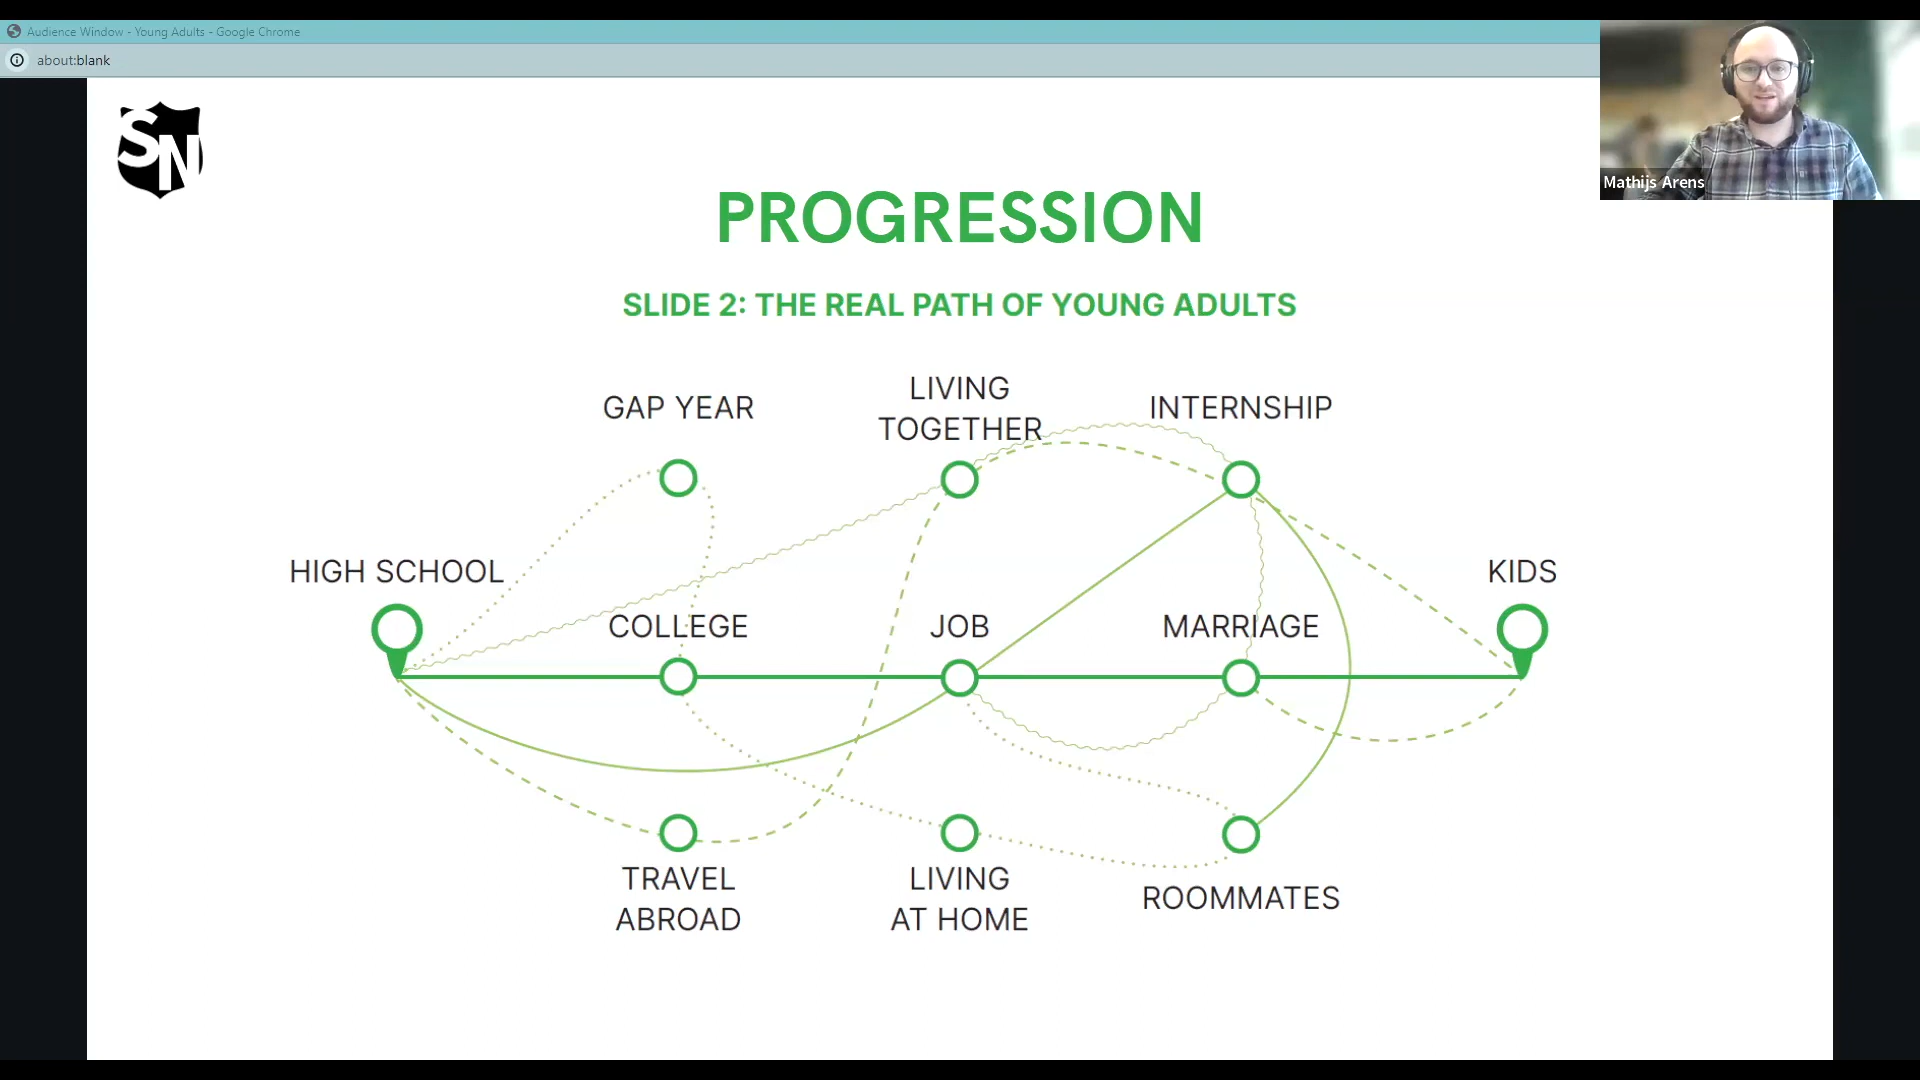 Audience Window - Young Adults - Google Chrome
about:blank
Mathijs Arens
SN
PROGRESSION
SLIDE 2: THE REAL PATH OF YOUNG ADULTS
GAP YEAR
LIVING
TOGETHER
INTERNSHIP
HIGH SCHOOL
KIDS
COLLEGE
JOB
MARRIAGE
TRAVEL
ABROAD
LIVING
AT HOME
ROOMMATES